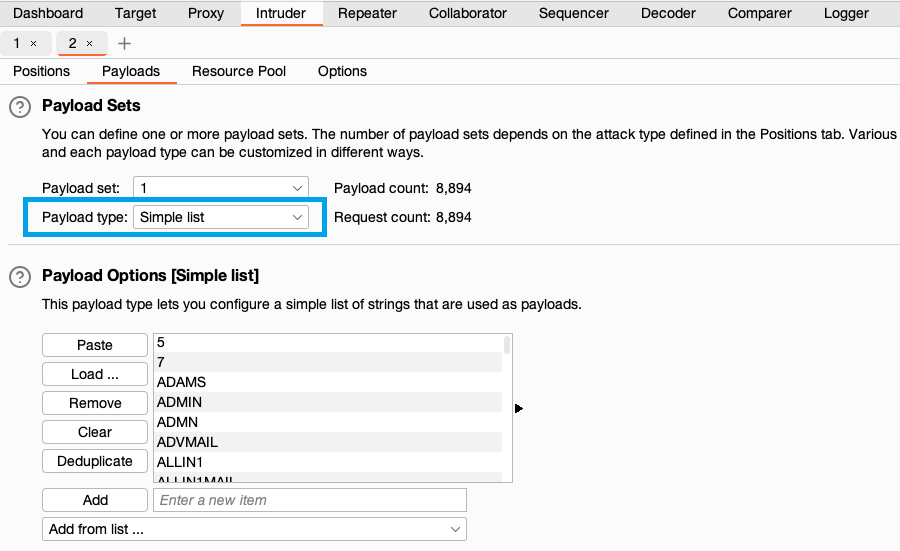 Dashboard Target Proxy Intruder Repeater Collaborator Sequencer Decoder Comparer Logger
1 × 2 × +
Positions Payloads Resource Pool Options
? Payload Sets
You can define one or more payload sets. The number of payload sets depends on the attack type defined in the Positions tab. Various
and each payload type can be customized in different ways.
Payload set: 1 Payload count: 8,894
Payload type: Simple list Request count: 8,894
? Payload Options [Simple list]
This payload type lets you configure a simple list of strings that are used as payloads.
Paste 5
7
Load ... ADAMS
Remove ADMIN
Clear ADMN
ADVMAIL
Deduplicate ALLIN1
ALLIN1MAIL
Add Enter a new item
Add from list ...